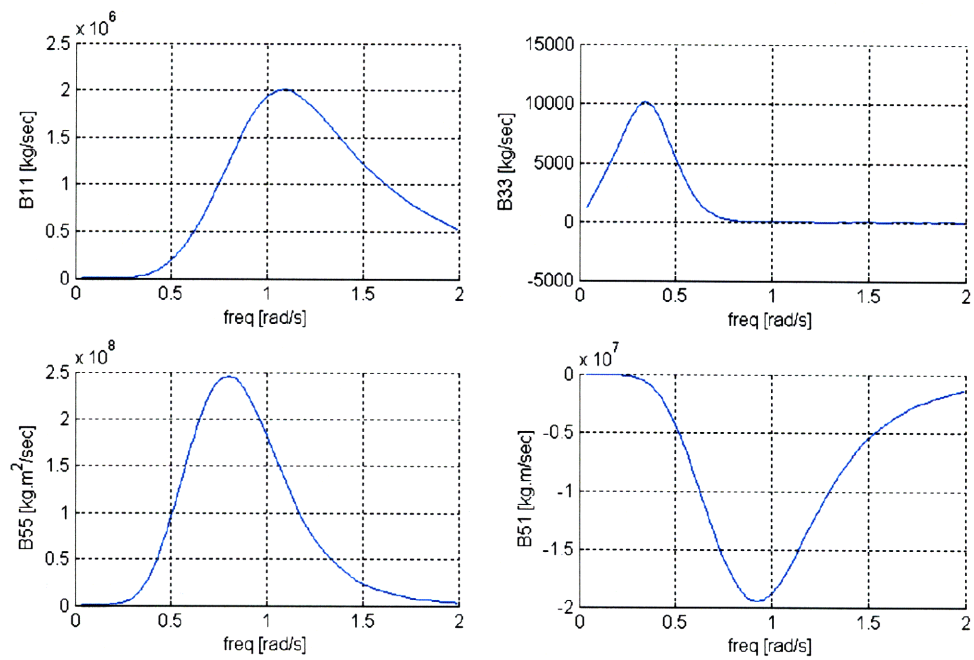 x 10^6
2.5
2
1.5
1
0.5
0
B11 [kg/sec]
0 0.5 1 1.5 2
freq [rad/s]
15000
10000
5000
0
-5000
B33 [kg/sec]
0 0.5 1 1.5 2
freq [rad/s]
x 10^8
2.5
2
1.5
1
0.5
0
B55 [kg.m^2/sec]
0 0.5 1 1.5 2
freq [rad/s]
x 10^7
0
-0.5
-1
-1.5
-2
B51 [kg.m/sec]
0 0.5 1 1.5 2
freq [rad/s]